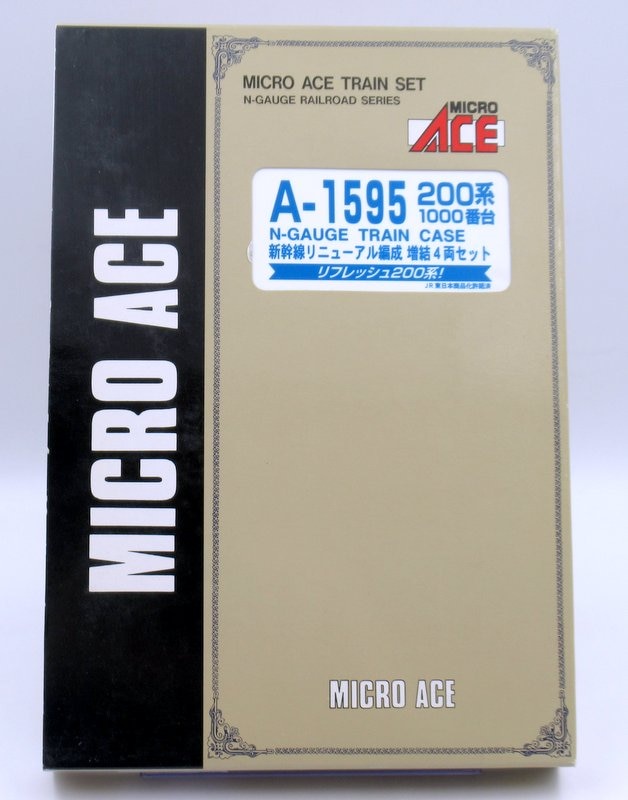 MICRO ACE
MICRO ACE TRAIN SET
N-GAUGE RAILROAD SERIES
MICRO
ACE
A-1595 200系
1000番台
N-GAUGE TRAIN CASE
新幹線リニューアル編成 増結4両セット
リフレッシュ200系!
JR東日本商品化許諾済
MICRO ACE